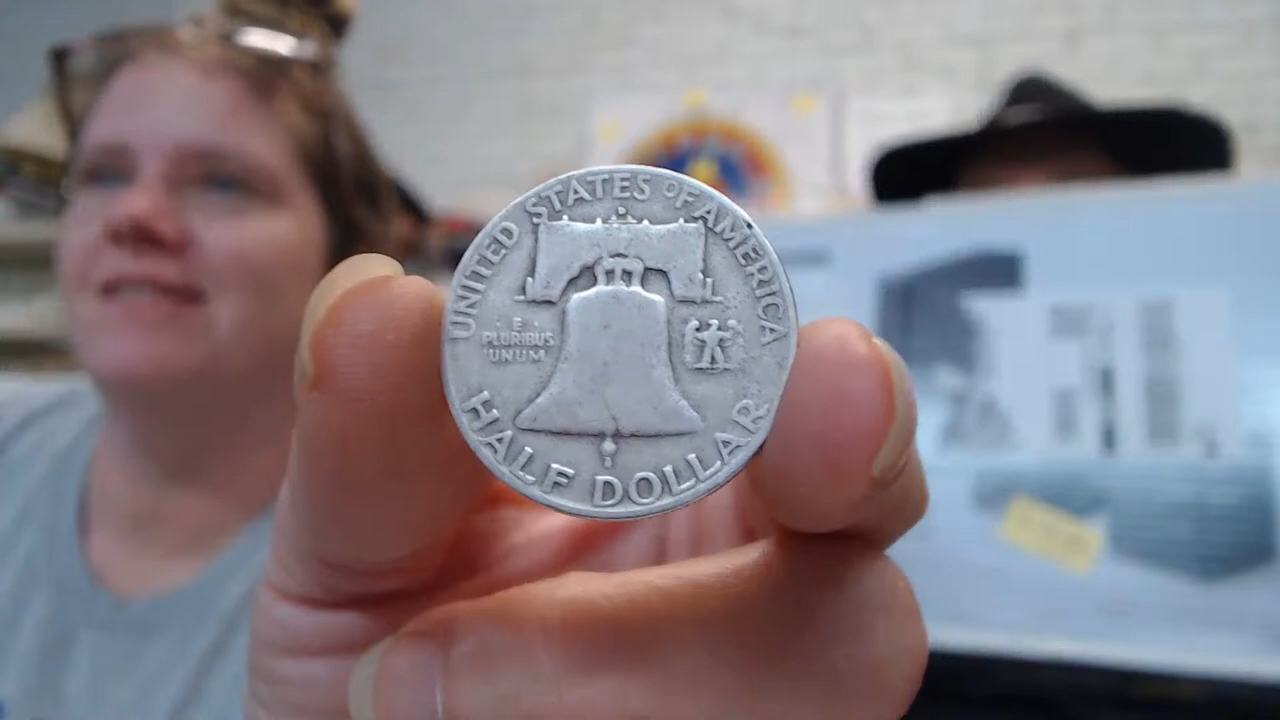 UNITED STATES OF AMERICA
E
PLURIBUS
UNUM
HALF DOLLAR